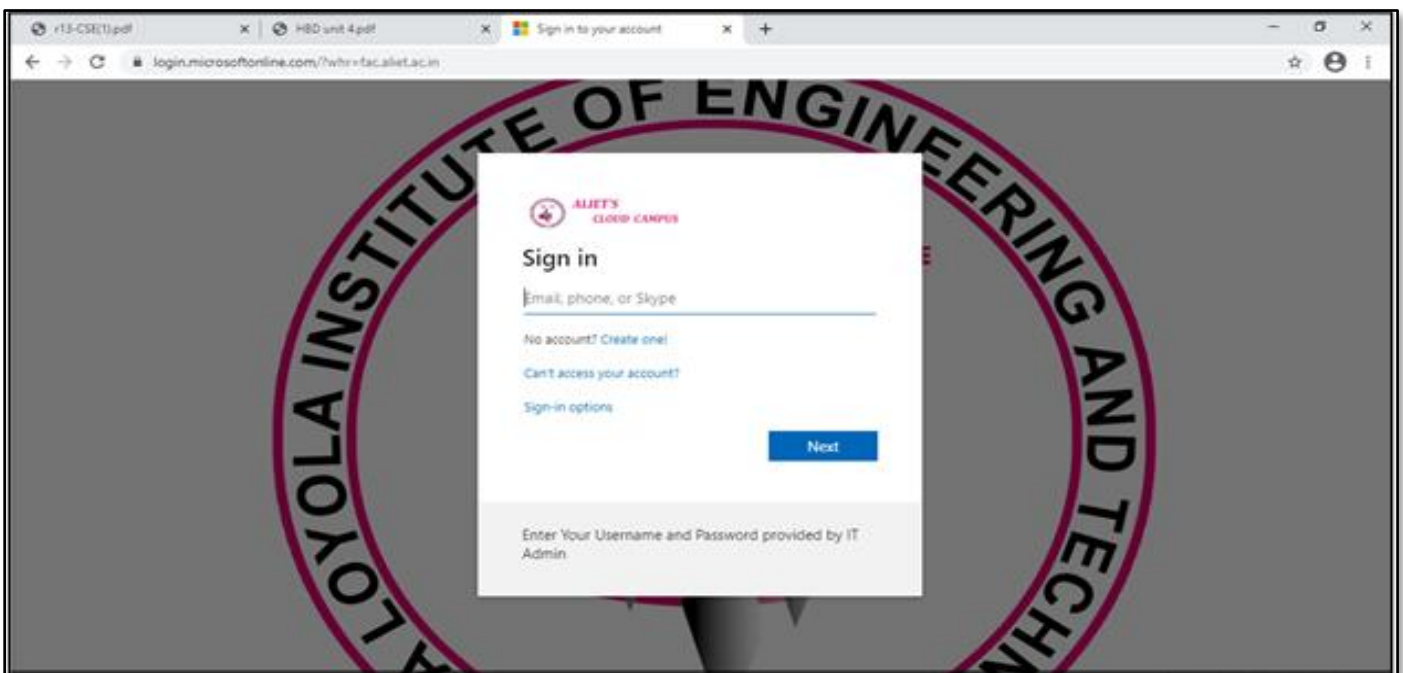 r13-CSE(1).pdf
HBD unit 4.pdf
Sign in to your account
login.microsoftonline.com/?whr=fac.aliet.ac.in
A LOYOLA INSTITUTE OF ENGINEERING AND TECHN
ALIET'S
CLOUD CAMPUS
Sign in
Email, phone, or Skype
No account? Create one!
Can't access your account?
Sign-in options
Next
Enter Your Username and Password provided by IT
Admin